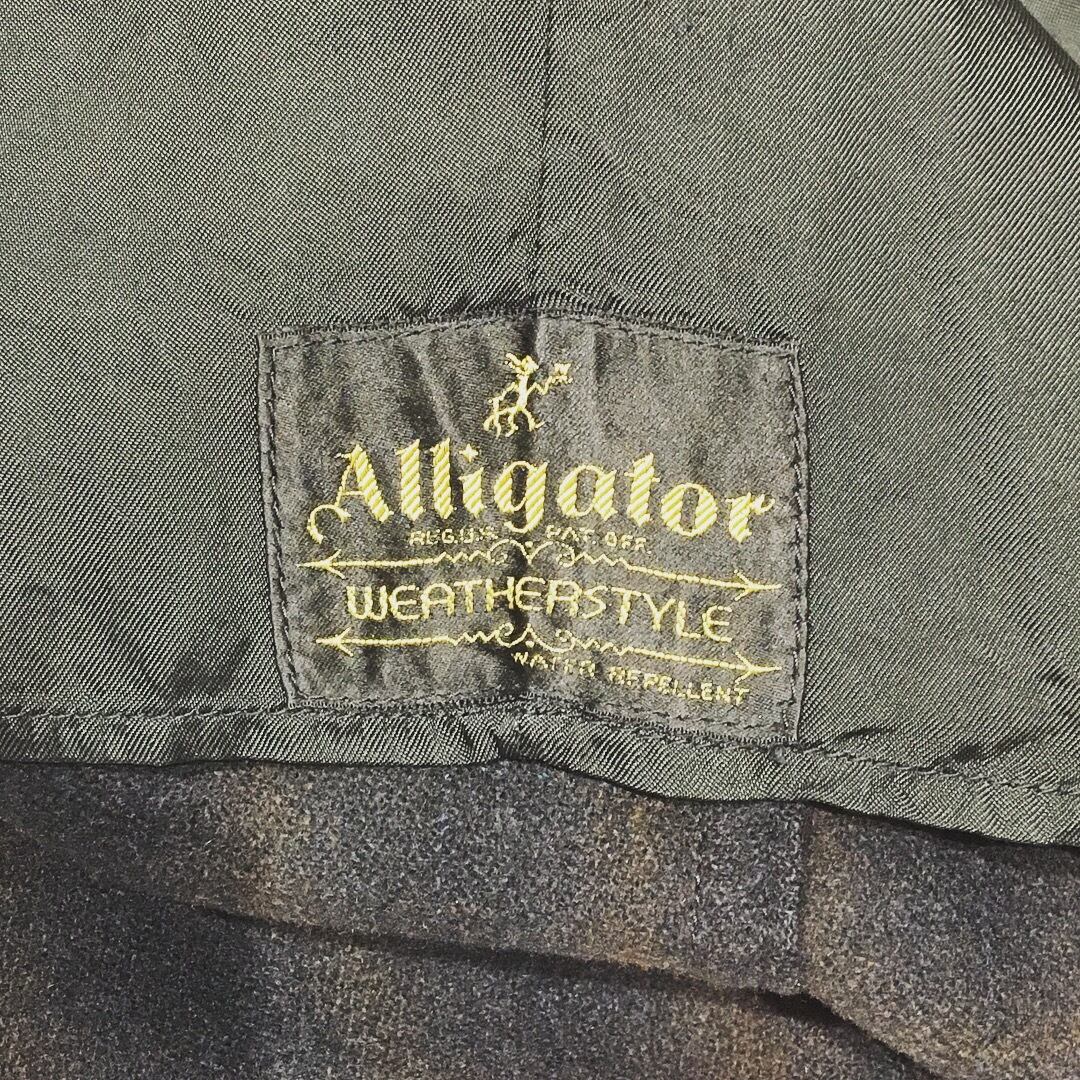 Alligator
REG. U.S. PAT. OFF.
WEATHERSTYLE
WATER REPELLENT